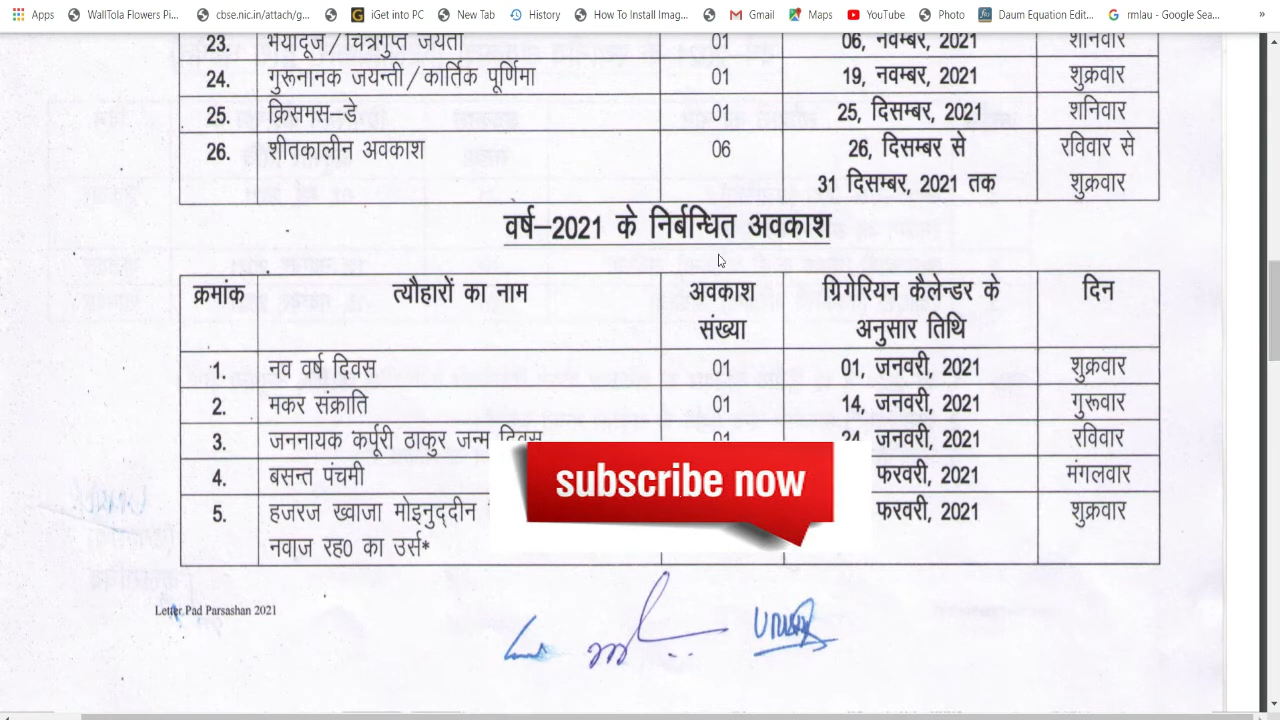 Apps WallTola Flowers Pi... cbse.nic.in/attach/g... iGet into PC New Tab History How To Install Imag... Gmail Maps YouTube Photo Daum Equation Edit... rmlau - Google Sea... »
23. भैयादूज/चित्रगुप्त जयंती 01 06, नवम्बर, 2021 शनिवार
24. गुरूनानक जयन्ती/कार्तिक पूर्णिमा 01 19, नवम्बर, 2021 शुक्रवार
25. क्रिसमस–डे 01 25, दिसम्बर, 2021 शनिवार
26. शीतकालीन अवकाश 06 26, दिसम्बर से रविवार से
31 दिसम्बर, 2021 तक शुक्रवार
वर्ष–2021 के निर्बन्धित अवकाश
क्रमांक त्यौहारों का नाम अवकाश ग्रिगेरियन कैलेन्डर के दिन
संख्या अनुसार तिथि
1. नव वर्ष दिवस 01 01, जनवरी, 2021 शुक्रवार
2. मकर संक्राति 01 14, जनवरी, 2021 गुरूवार
3. जननायक कर्पूरी ठाकुर जन्म दिवस 01 24, जनवरी, 2021 रविवार
4. बसन्त पंचमी फरवरी, 2021 मंगलवार
subscribe now
5. हजरज ख्वाजा मोइनुद्दीन फरवरी, 2021 शुक्रवार
नवाज रह0 का उर्स*
Letter Pad Parsashan 2021